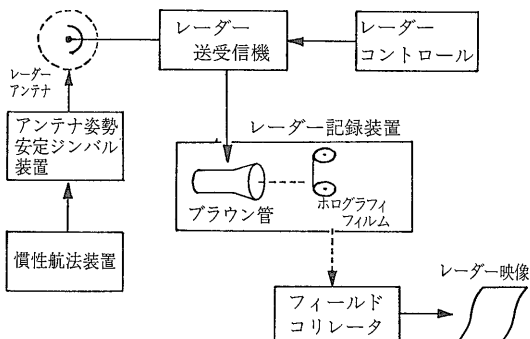 レーダー
送受信機
レーダー
コントロール
レーダー
アンテナ
アンテナ姿勢
安定ジンバル
装置
慣性航法装置
レーダー記録装置
ブラウン管
ホログラフィ
フィルム
フィールド
コリレータ
レーダー映像